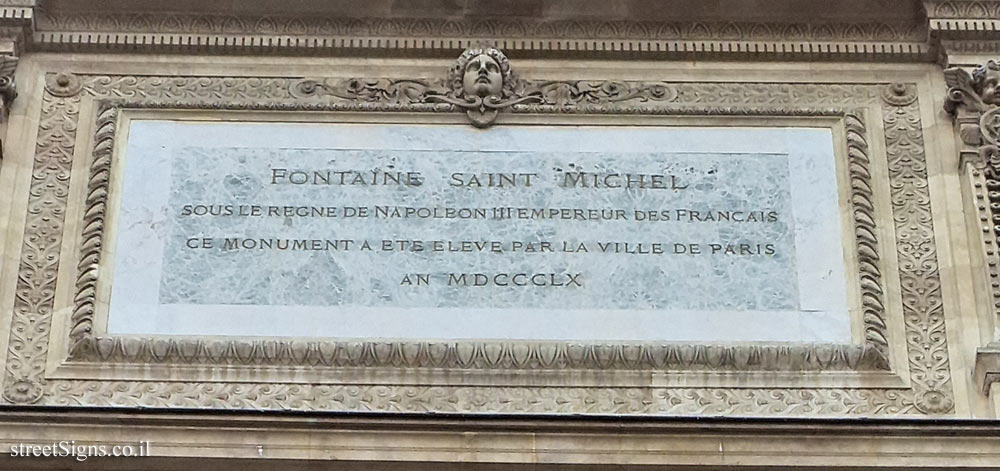 FONTAINE SAINT MICHEL
SOUS LE REGNE DE NAPOLEON III EMPEREUR DES FRANCAIS
CE MONUMENT A ETE ELEVE PAR LA VILLE DE PARIS
AN MDCCCLX
streetSigns.co.il